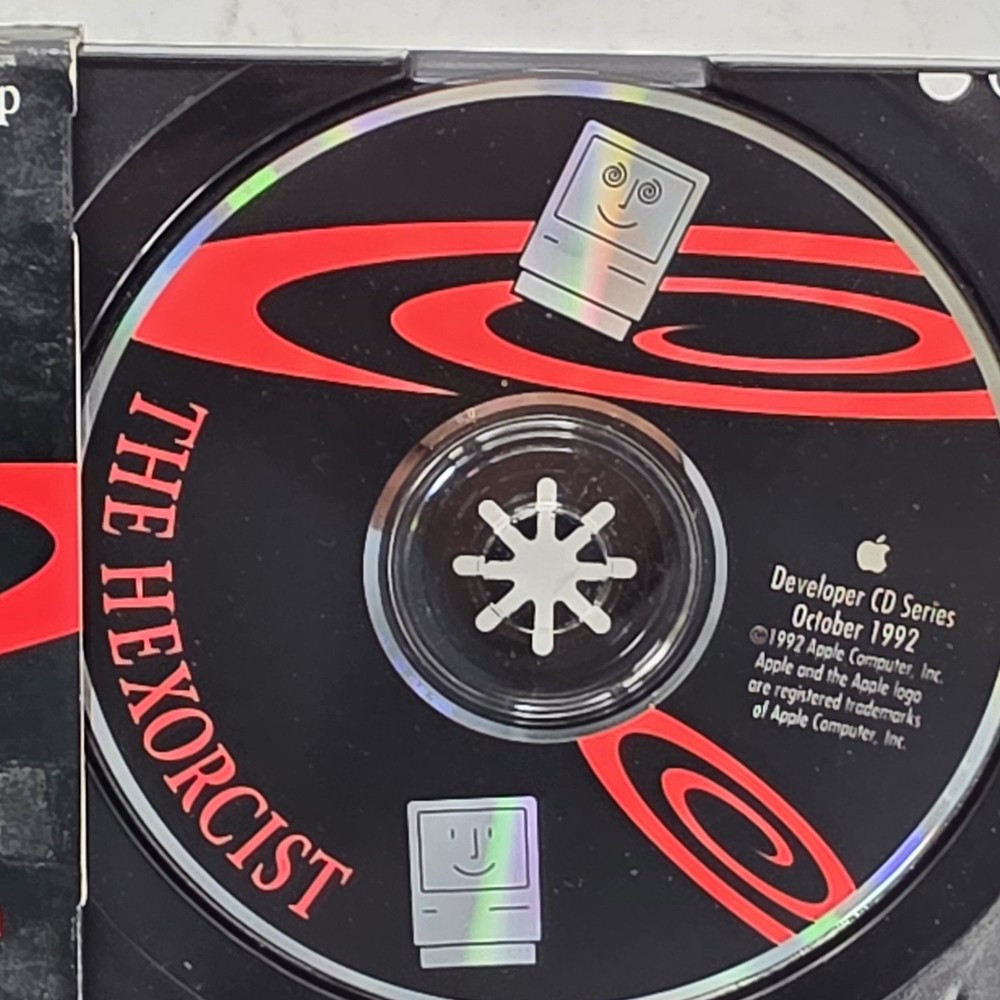 p
THE HEXORCIST
Developer CD Series
October 1992
©1992 Apple Computer, Inc.
Apple and the Apple logo
are registered trademarks
of Apple Computer, Inc.